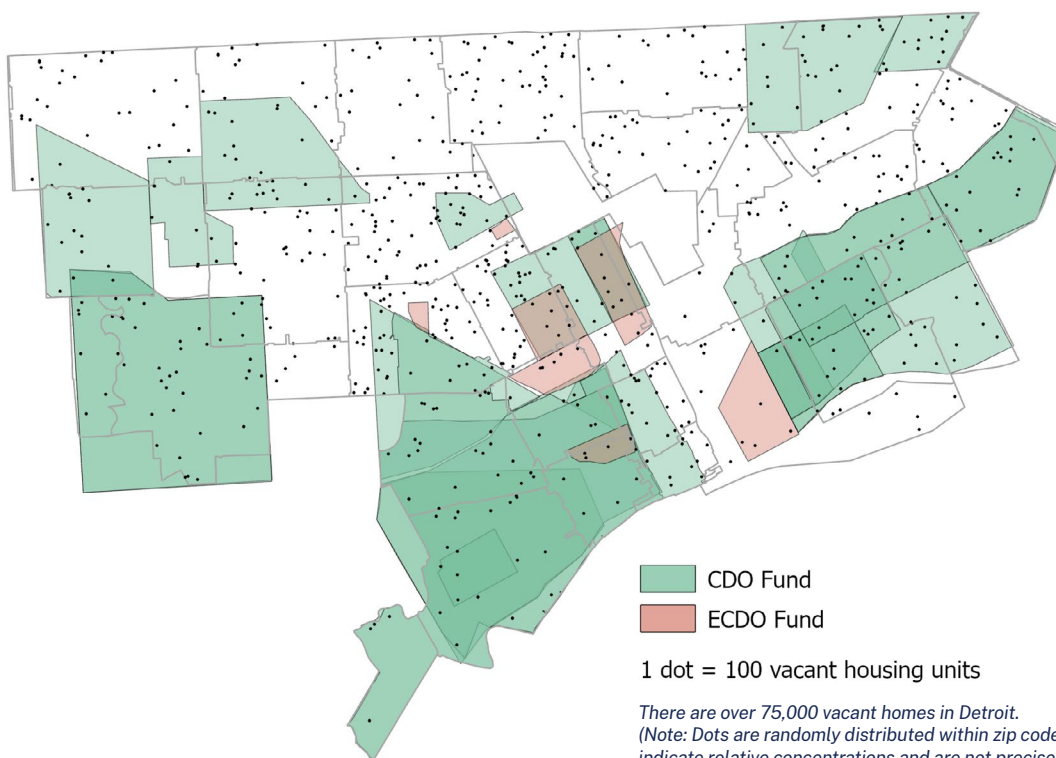 CDO Fund
ECDO Fund
1 dot = 100 vacant housing units
There are over 75,000 vacant homes in Detroit.
(Note: Dots are randomly distributed within zip code
indicate relative concentrations and are not precise